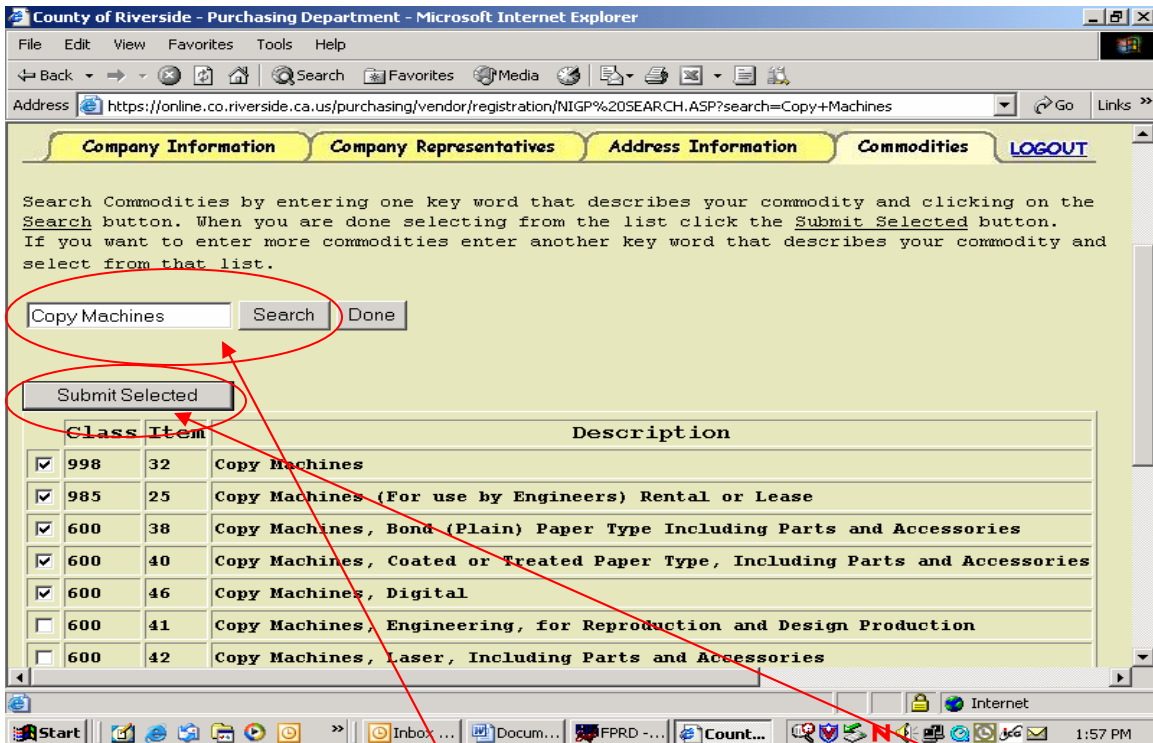 County of Riverside - Purchasing Department - Microsoft Internet Explorer
File Edit View Favorites Tools Help
Back Search Favorites Media
Address https://online.co.riverside.ca.us/purchasing/vendor/registration/NIGP%20SEARCH.ASP?search=Copy+Machines Go Links »
Company Information Company Representatives Address Information Commodities LOGOUT
Search Commodities by entering one key word that describes your commodity and clicking on the
Search button. When you are done selecting from the list click the Submit Selected button.
If you want to enter more commodities enter another key word that describes your commodity and
select from that list.
Copy Machines Search Done
Submit Selected
Class Item Description
998 32 Copy Machines
985 25 Copy Machines (For use by Engineers) Rental or Lease
600 38 Copy Machines, Bond (Plain) Paper Type Including Parts and Accessories
600 40 Copy Machines, Coated or Treated Paper Type, Including Parts and Accessories
600 46 Copy Machines, Digital
600 41 Copy Machines, Engineering, for Reproduction and Design Production
600 42 Copy Machines, Laser, Including Parts and Accessories
Internet
Start » Inbox ... Docum... FPRD -... Count... 1:57 PM